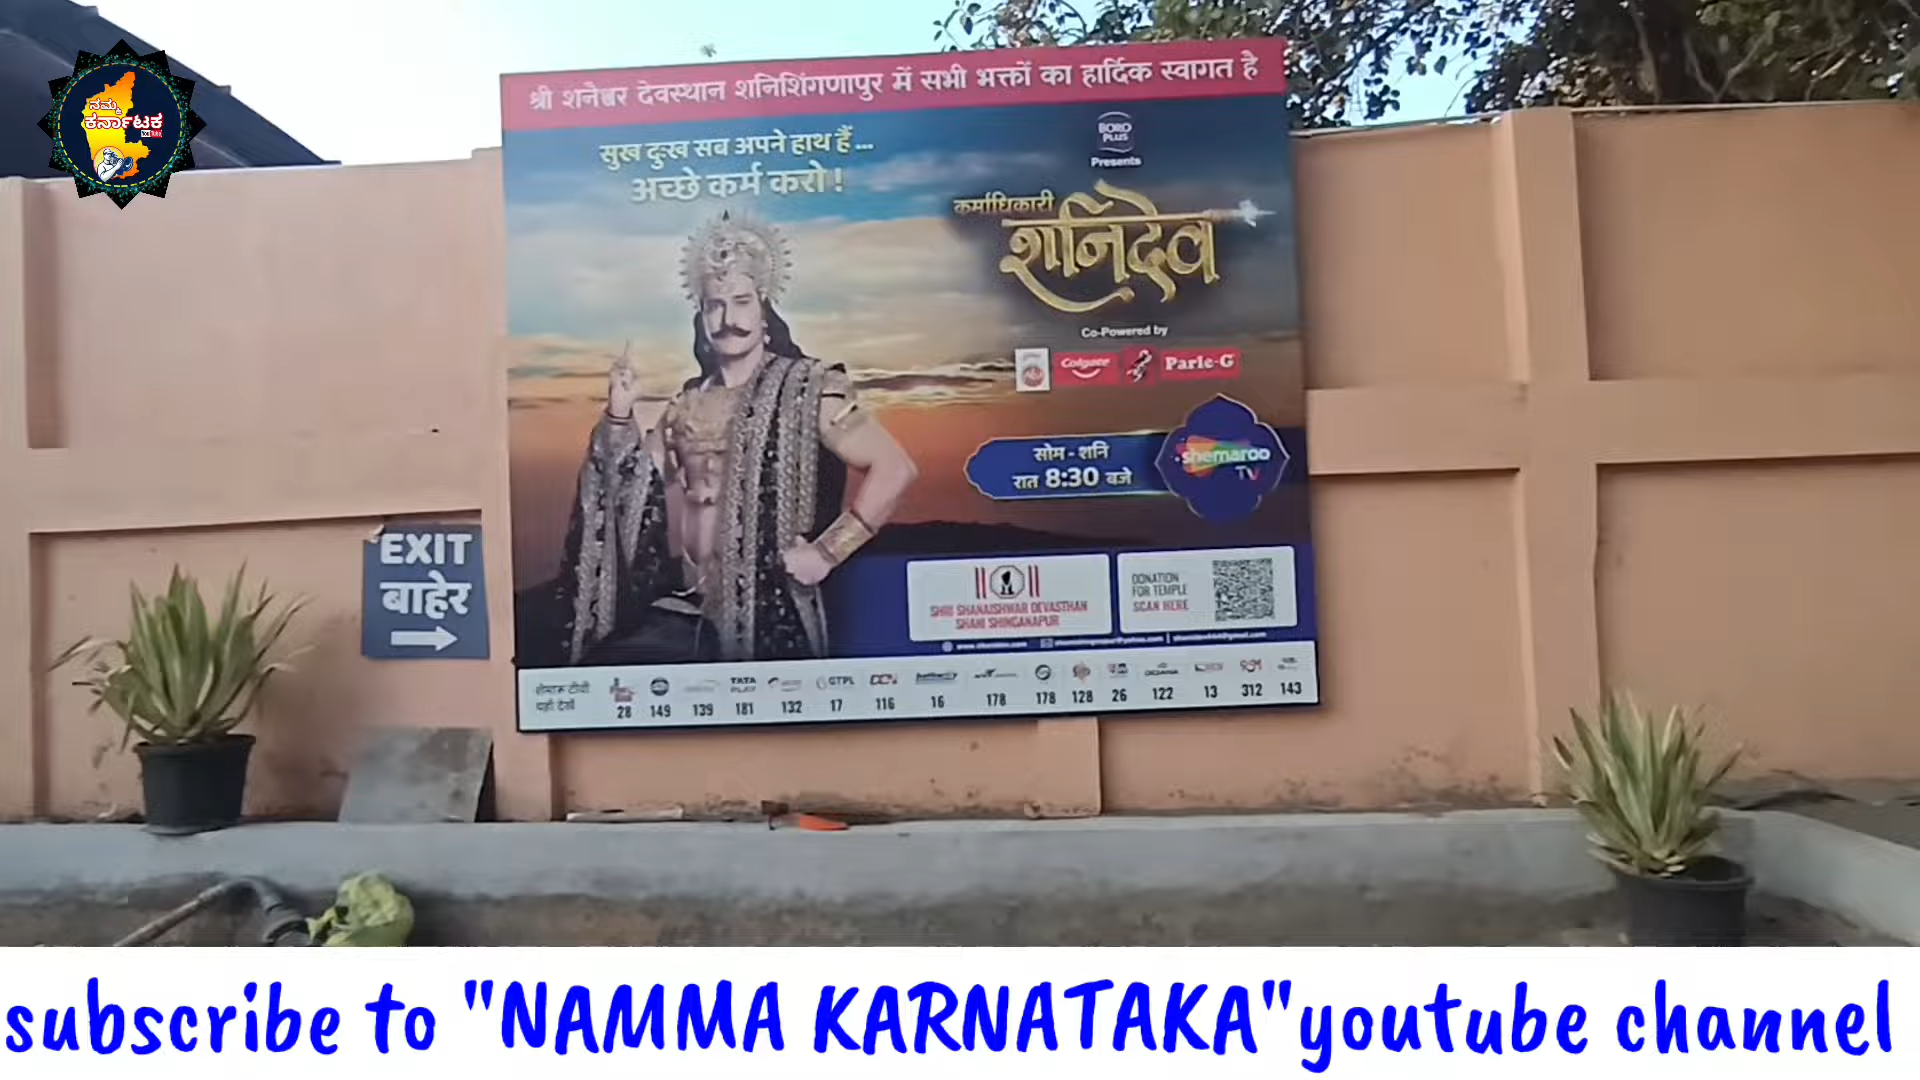 ನಮ್ಮ
ಕರ್ನಾಟಕ
श्री शनेश्वर देवस्थान शनिशिंगणापुर में सभी भक्तों का हार्दिक स्वागत है
सुख दुःख सब अपने हाथ हैं...
अच्छे कर्म करो!
BORO
PLUS
Presents
कर्माधिकारी
शनिदेव
Co-Powered by
Colgate
Parle-G
सोम - शनि
रात 8:30 बजे
shemaroo
TV
EXIT
बाहेर
SHRI SHANAISHWAR DEVASTHAN
SHANI SHINGANAPUR
DONATION
FOR TEMPLE
SCAN HERE
शेमारू टीवी
यहाँ देखें
TATA
PLAY
GTPL
28 149 139 181 132 17 116 16 178 178 128 26 122 13 312 143
subscribe to "NAMMA KARNATAKA"youtube channel